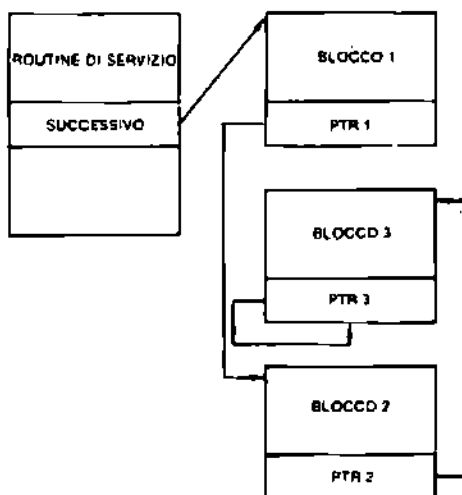 ROUTINE DI SERVIZIO
SUCCESSIVO
BLOCCO 1
PTR 1
BLOCCO 3
PTR 3
BLOCCO 2
PTR 2